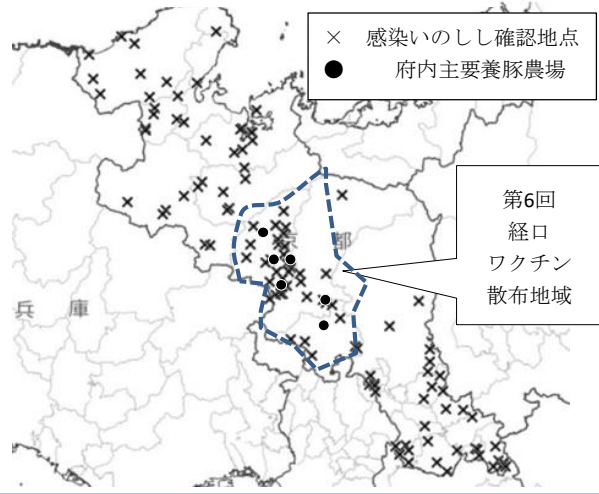 × 感染いのしし確認地点
● 府内主要養豚農場
第6回
経口
ワクチン
散布地域
京 都
兵 庫